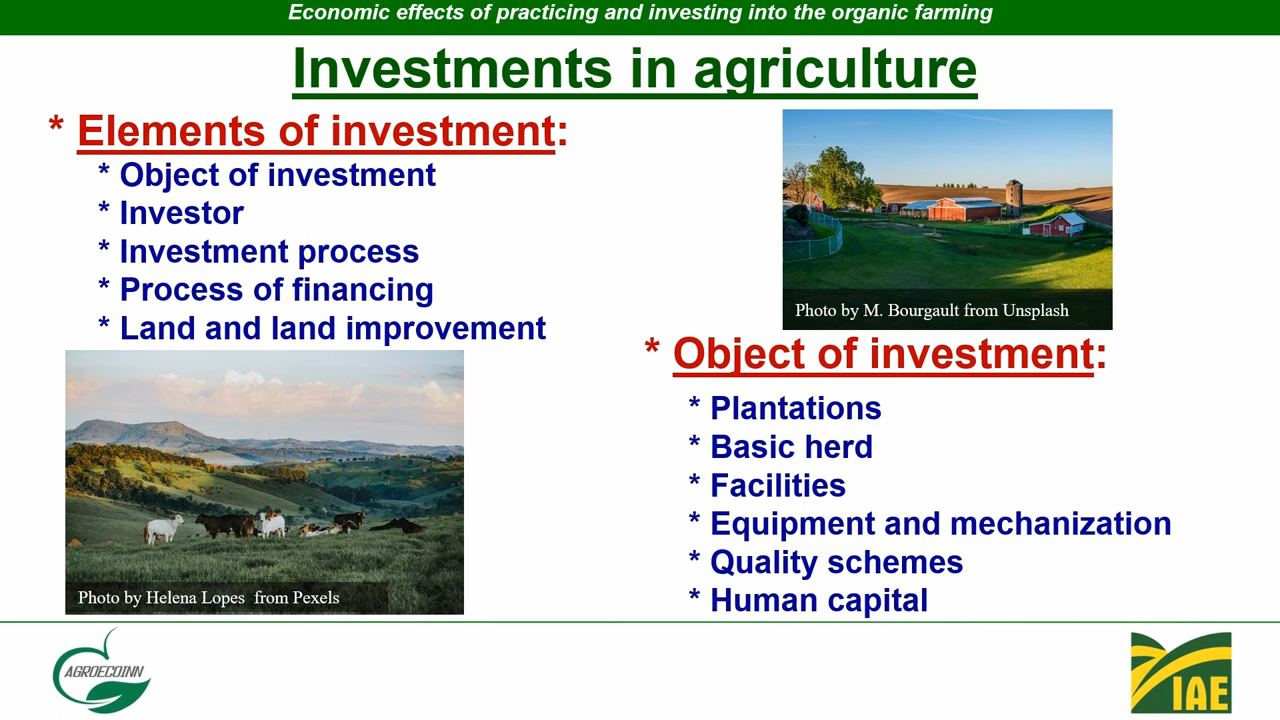 Economic effects of practicing and investing into the organic farming
Investments in agriculture
* Elements of investment:
* Object of investment
* Investor
* Investment process
* Process of financing
* Land and land improvement
Photo by Helena Lopes  from Pexels
Photo by M. Bourgault from Unsplash
* Object of investment:
* Plantations
* Basic herd
* Facilities
* Equipment and mechanization
* Quality schemes
* Human capital
AGROECOINN
IAE